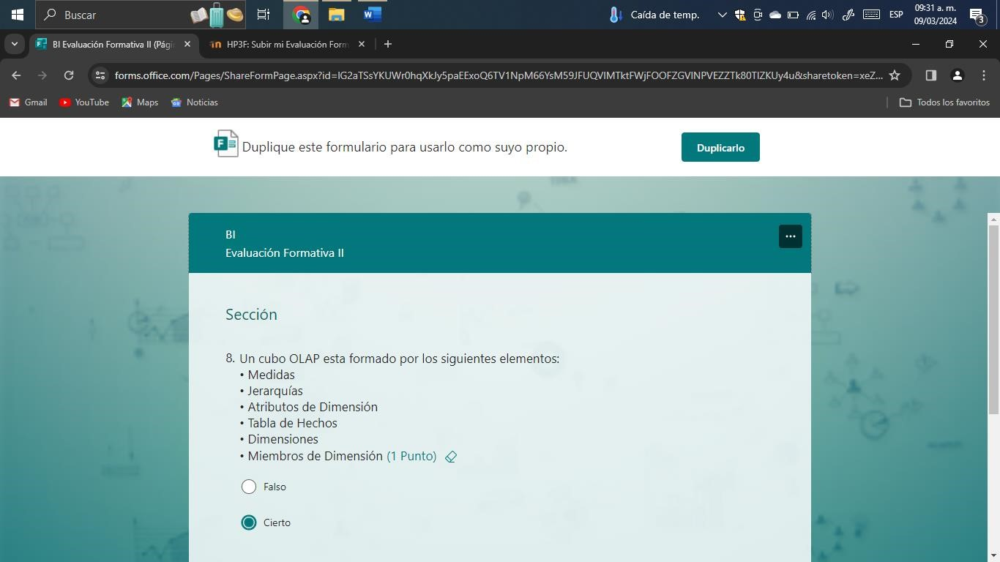 Buscar
Caída de temp.
ESP
09:31 a. m.
09/03/2024
3
BI Evaluación Formativa II (Pági
HP3F: Subir mi Evaluación Form
forms.office.com/Pages/ShareFormPage.aspx?id=IG2aTSsYKUWr0hqXkJy5paEExoQ6TV1NpM66YsM59JFUQVlMTktFWjFOOFZGVlNPVEZZTk80TlZKUy4u&sharetoken=xeZ...
Gmail
YouTube
Maps
Noticias
Todos los favoritos
Duplique este formulario para usarlo como suyo propio.
Duplicarlo
BI
Evaluación Formativa II
Sección
8. Un cubo OLAP esta formado por los siguientes elementos:
• Medidas
• Jerarquías
• Atributos de Dimensión
• Tabla de Hechos
• Dimensiones
• Miembros de Dimensión (1 Punto)
Falso
Cierto